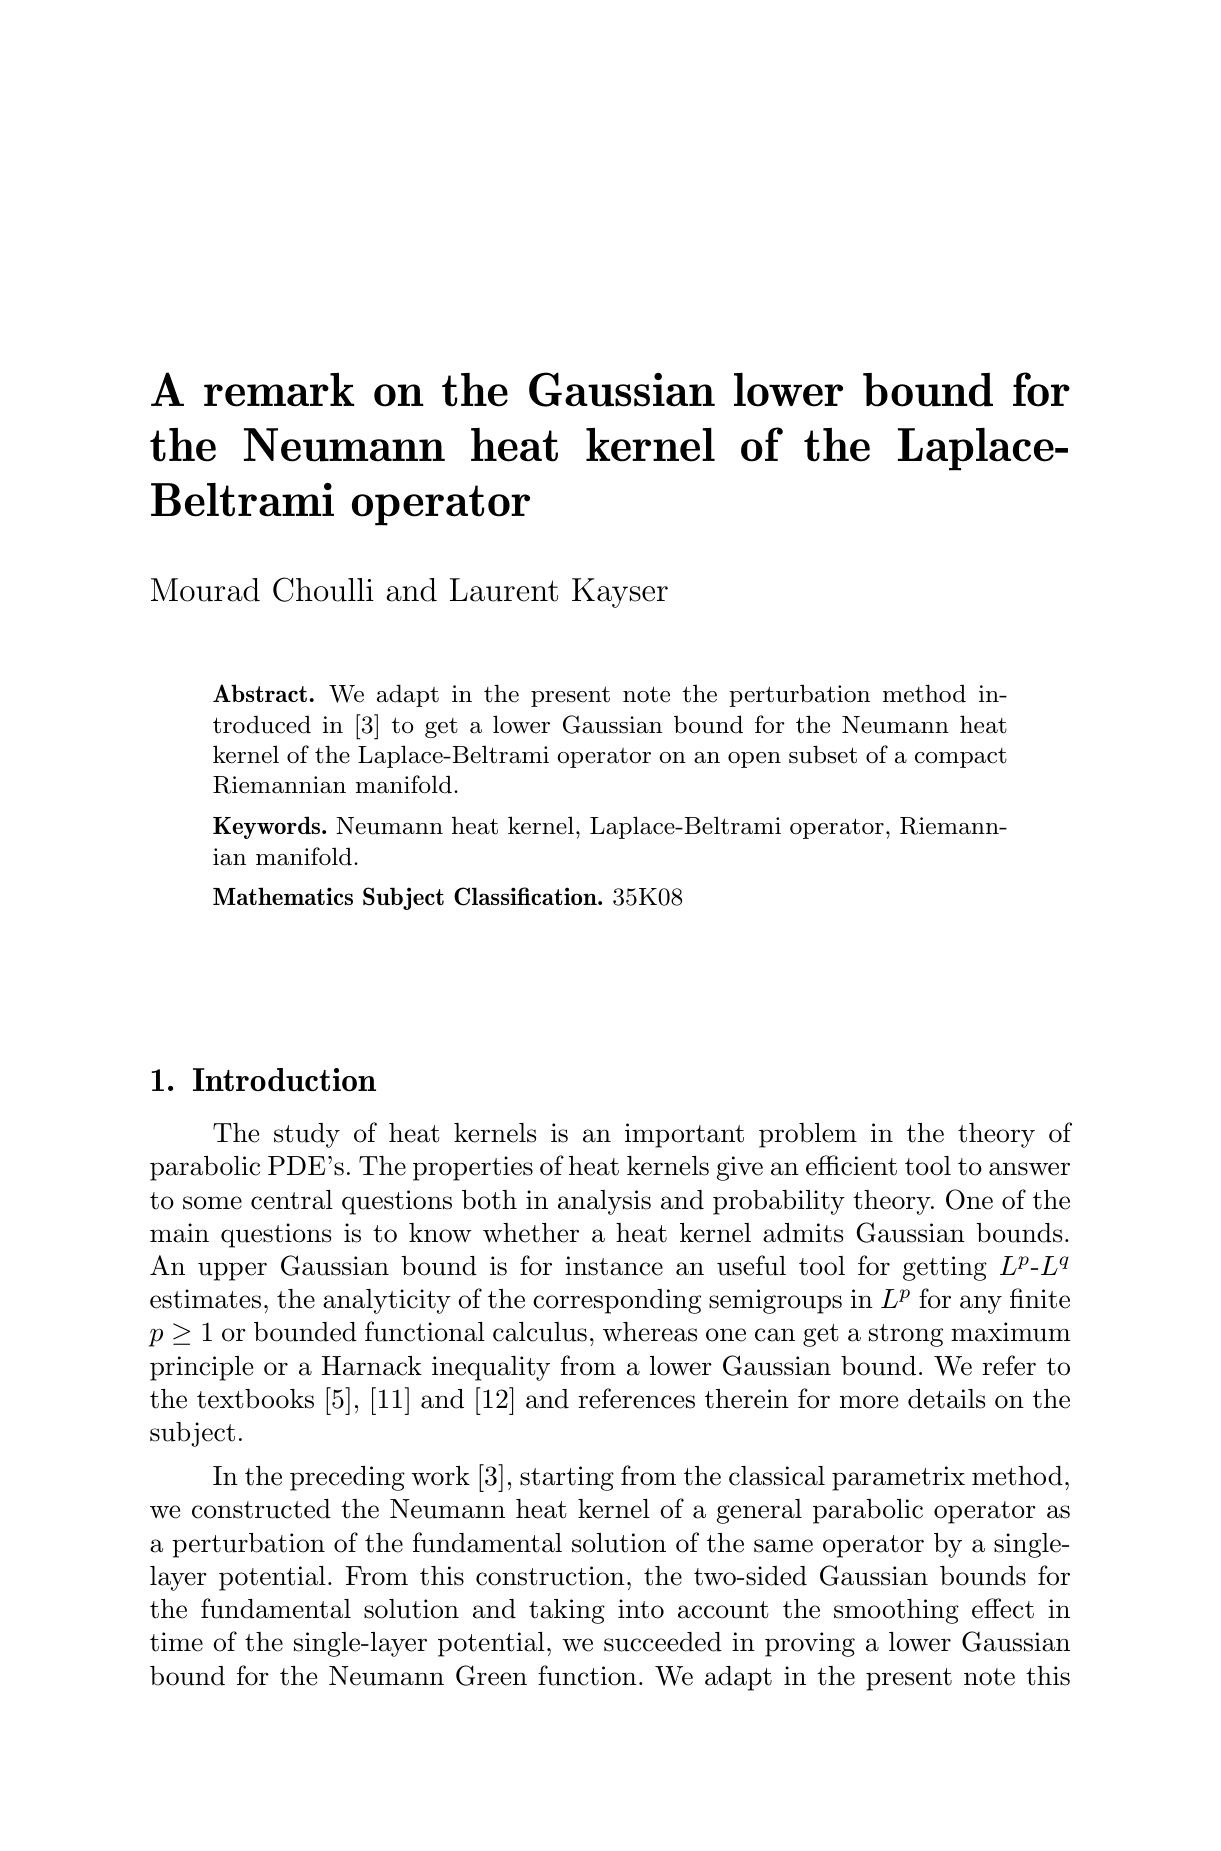 A remark on the Gaussian lower bound for
the Neumann heat kernel of the Laplace-
Beltrami operator
Mourad Choulli and Laurent Kayser
Abstract. We adapt in the present note the perturbation method in-
troduced in [3] to get a lower Gaussian bound for the Neumann heat
kernel of the Laplace-Beltrami operator on an open subset of a compact
Riemannian manifold.
Keywords. Neumann heat kernel, Laplace-Beltrami operator, Riemann-
ian manifold.
Mathematics Subject Classification. 35K08
1. Introduction
The study of heat kernels is an important problem in the theory of
parabolic PDE's. The properties of heat kernels give an efficient tool to answer
to some central questions both in analysis and probability theory. One of the
main questions is to know whether a heat kernel admits Gaussian bounds.
An upper Gaussian bound is for instance an useful tool for getting $L^p$-$L^q$
estimates, the analyticity of the corresponding semigroups in $L^p$ for any finite
$p \geq 1$ or bounded functional calculus, whereas one can get a strong maximum
principle or a Harnack inequality from a lower Gaussian bound. We refer to
the textbooks [5], [11] and [12] and references therein for more details on the
subject.
In the preceding work [3], starting from the classical parametrix method,
we constructed the Neumann heat kernel of a general parabolic operator as
a perturbation of the fundamental solution of the same operator by a single-
layer potential. From this construction, the two-sided Gaussian bounds for
the fundamental solution and taking into account the smoothing effect in
time of the single-layer potential, we succeeded in proving a lower Gaussian
bound for the Neumann Green function. We adapt in the present note this